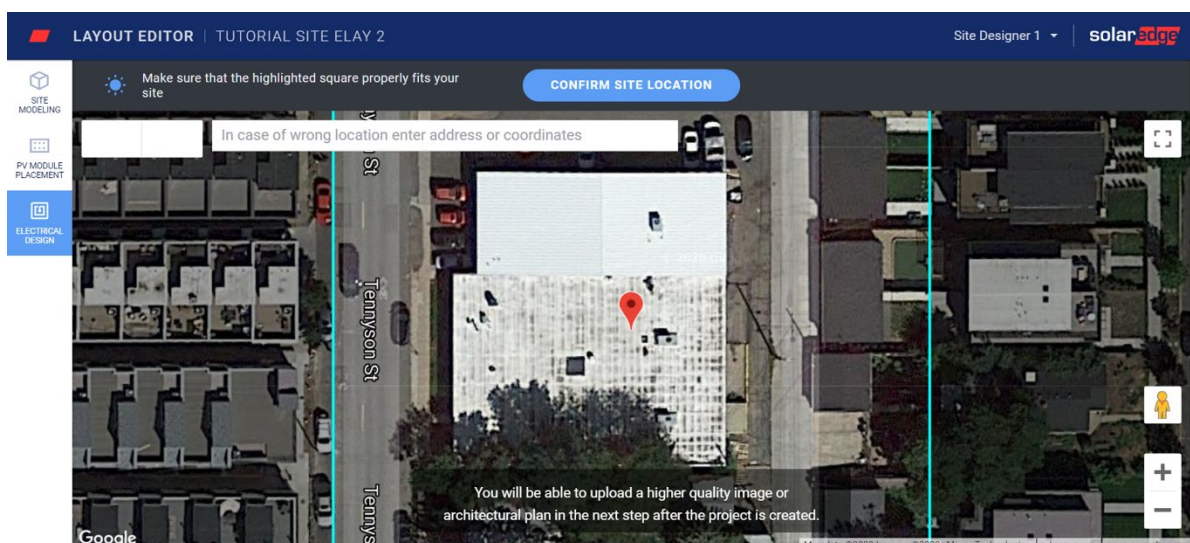 LAYOUT EDITOR | TUTORIAL SITE ELAY 2
Site Designer 1
solaredge
SITE
MODELING
PV MODULE
PLACEMENT
ELECTRICAL
DESIGN
Make sure that the highlighted square properly fits your
site
CONFIRM SITE LOCATION
In case of wrong location enter address or coordinates
St
Tennyson St
Tennys
You will be able to upload a higher quality image or
architectural plan in the next step after the project is created.
Google